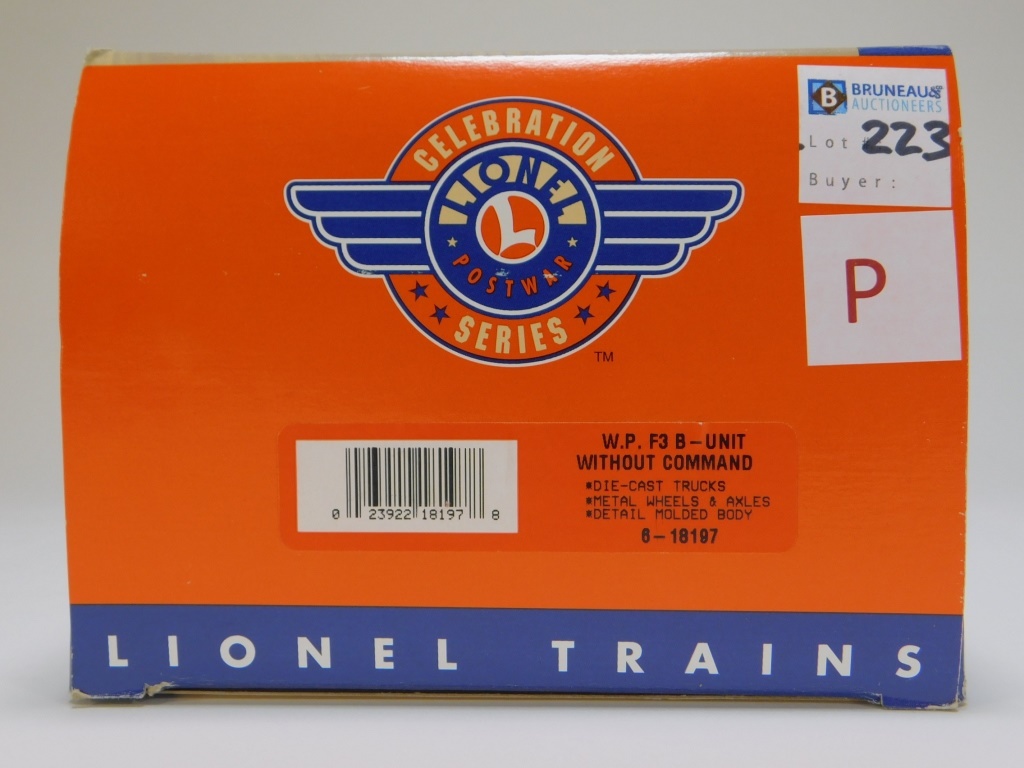 CELEBRATION
LIONEL
L
POSTWAR
SERIES
TM
B BRUNEAU&CO
AUCTIONEERS
Lot # 223
Buyer:
P
0 23922 18197 8
W.P. F3 B-UNIT
WITHOUT COMMAND
*DIE-CAST TRUCKS
*METAL WHEELS & AXLES
*DETAIL MOLDED BODY
6-18197
LIONEL TRAINS